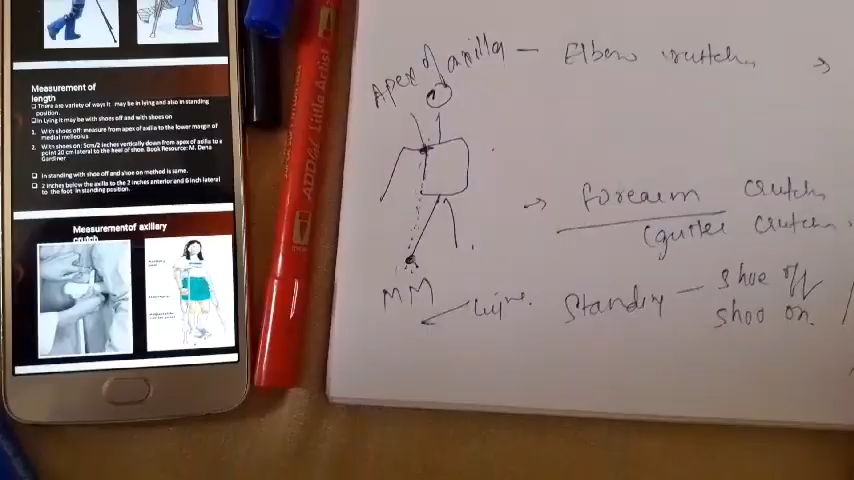 Measurement of
length
There are variety of ways it may be in lying and also in standing
position.
In Lying it may be with shoes off and with shoes on
1. With shoes off: measure from apex of axilla to the lower margin of
medial melleolus
2. With shoes on: 5cm/2 inches vertically down from apex of axilla to a
point 20 cm lateral to the heel of shoe. Book Resource: M. Dena
Gardiner
In standing with shoe off and shoe on method is same.
2 inches below the axilla to the 2 inches anterior and 6 inch lateral
to the foot in standing position.
Measurementof axillary
crutch
ADD GEL Little Artist
Apex of axilla — Elbow crutch
→ forearm crutch
(gutter crutch.
MM
Standing — Shoe off
shoe on.